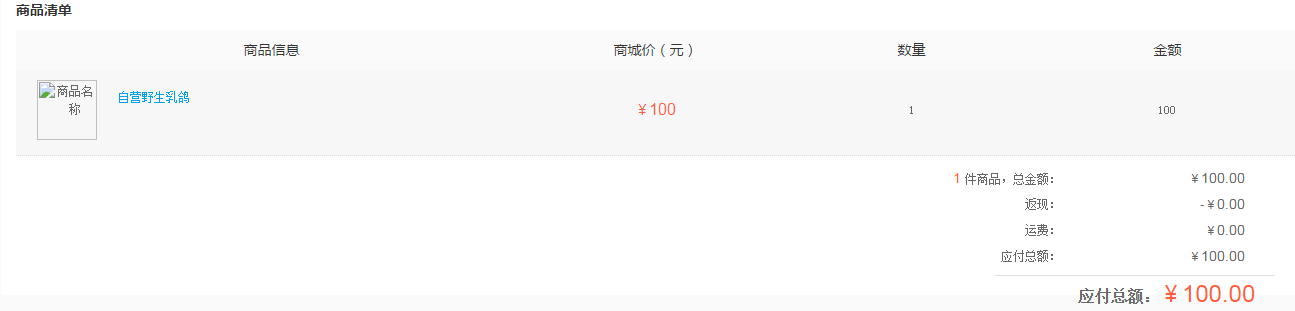 商品清单
商品信息 商城价（元） 数量 金额
商品名称
自营野生乳鸽 ¥100 1 100
1 件商品，总金额： ¥100.00
返现： -¥0.00
运费： ¥0.00
应付总额： ¥100.00
应付总额： ¥100.00